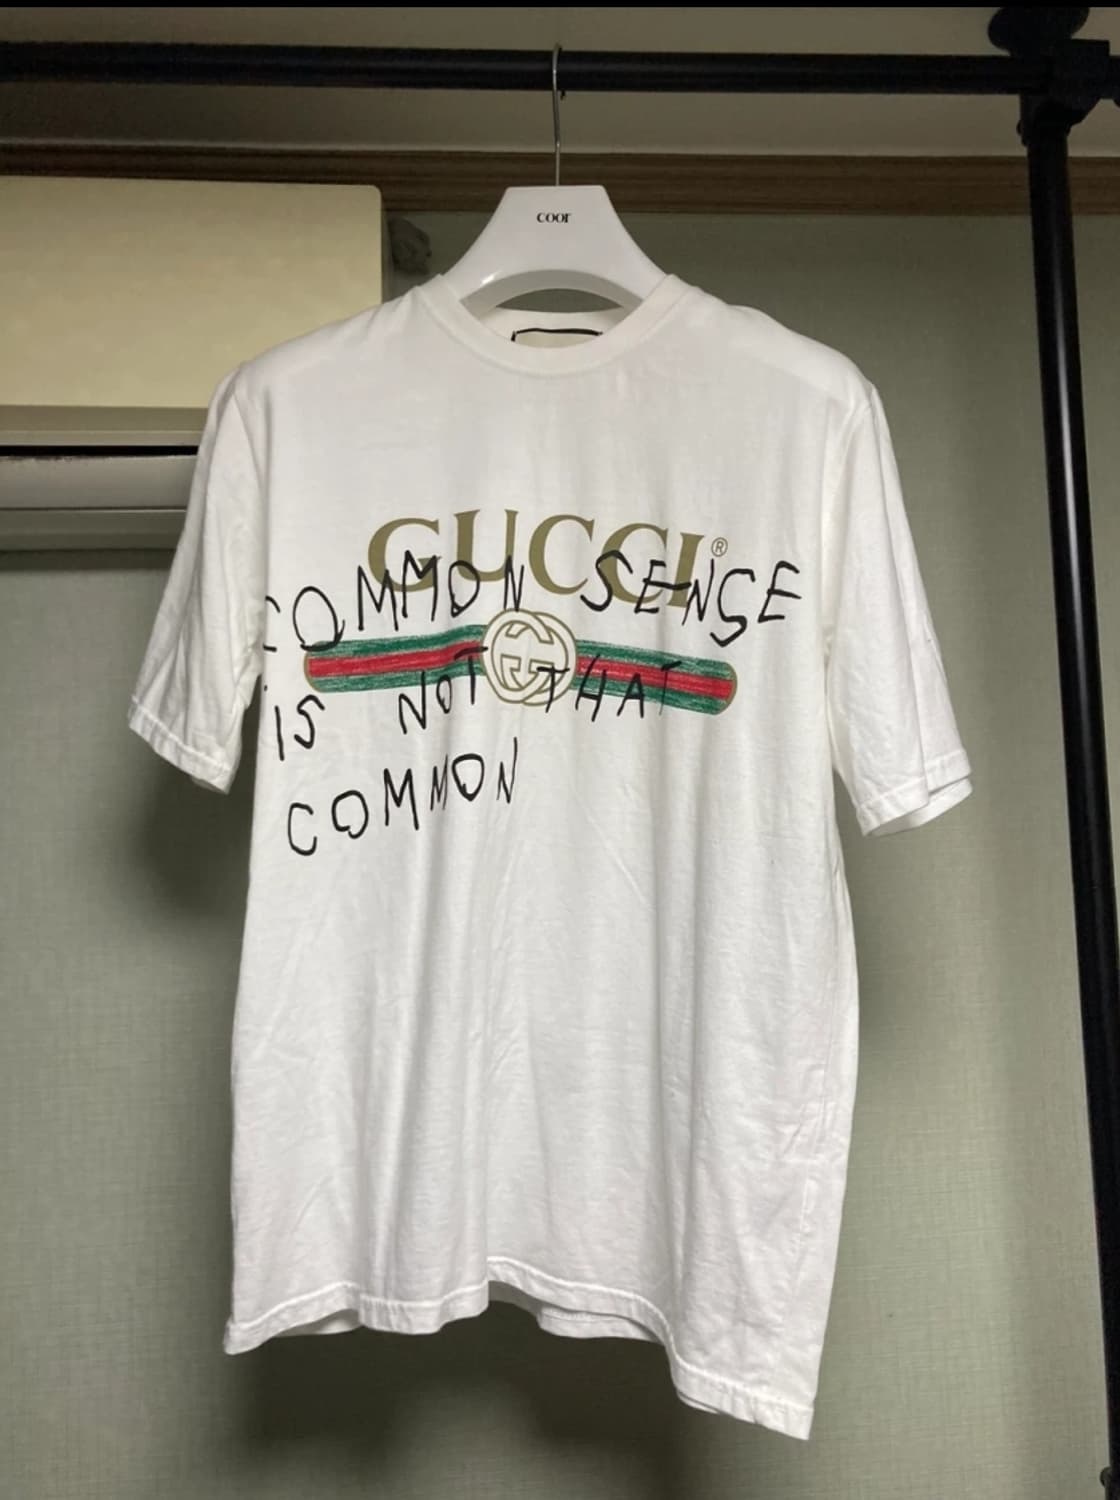 coor
GUCCI®
COMMON SENSE
IS NOT THAT
COMMON